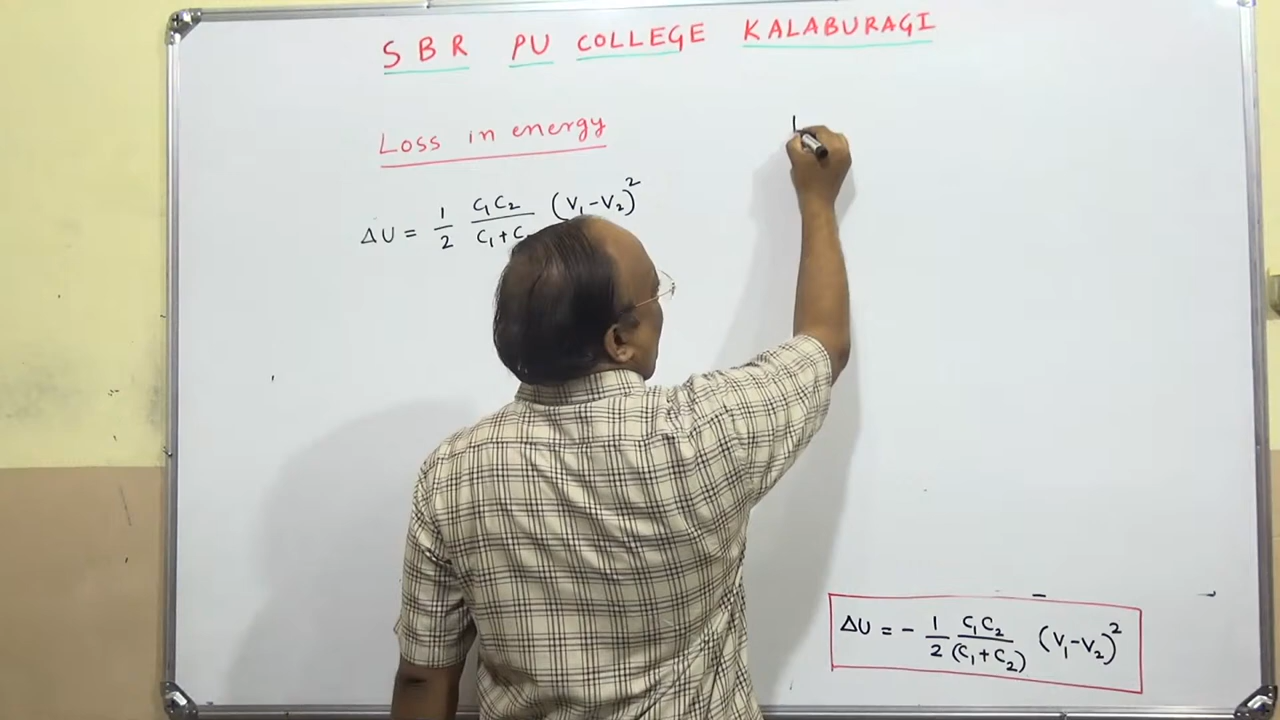 SBR PU COLLEGE KALABURAGI
Loss in energy
ΔU = 1/2 C₁C₂/(C₁+C (V₁-V₂)²
ΔU = - 1/2 C₁C₂/(C₁+C₂) (V₁-V₂)²